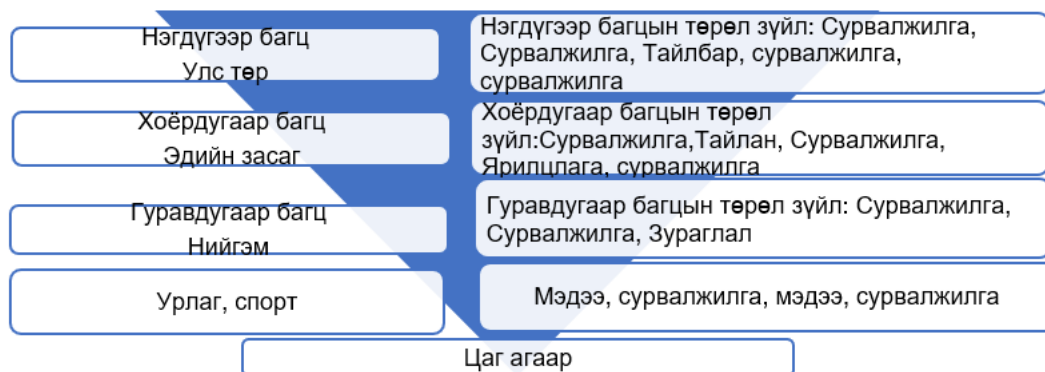 Нэгдүгээр багц
Улс төр
Нэгдүгээр багцын төрөл зүйл: Сурвалжилга,
Сурвалжилга, Тайлбар, сурвалжилга,
сурвалжилга
Хоёрдугаар багц
Эдийн засаг
Хоёрдугаар багцын төрөл
зүйл:Сурвалжилга,Тайлан, Сурвалжилга,
Ярилцлага, сурвалжилга
Гуравдугаар багц
Нийгэм
Гуравдугаар багцын төрөл зүйл: Сурвалжилга,
Сурвалжилга, Зураглал
Урлаг, спорт
Мэдээ, сурвалжилга, мэдээ, сурвалжилга
Цаг агаар